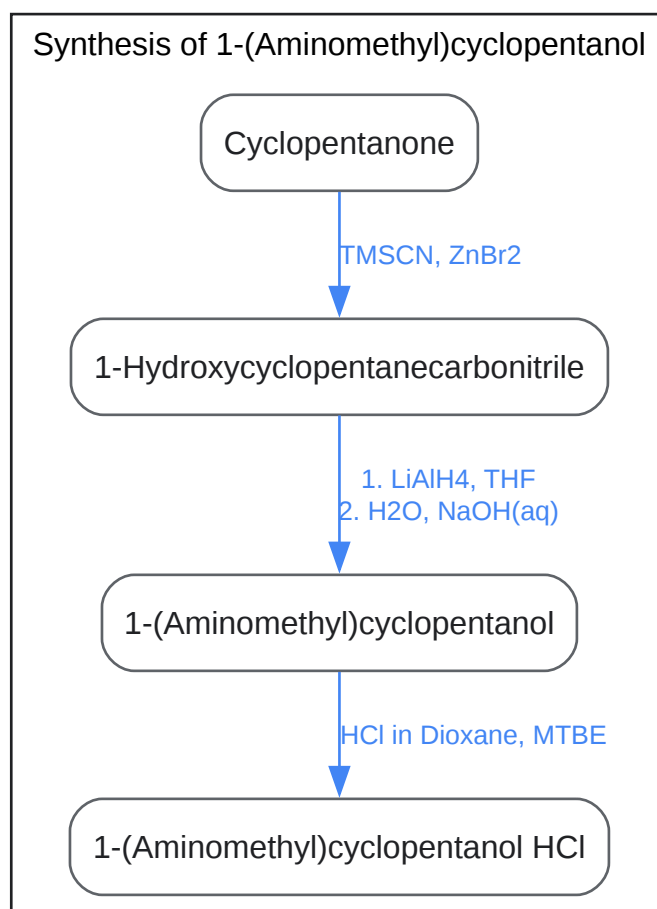 Synthesis of 1-(Aminomethyl)cyclopentanol
Cyclopentanone
TMSCN, ZnBr2
1-Hydroxycyclopentanecarbonitrile
1. LiAlH4, THF
2. H2O, NaOH(aq)
1-(Aminomethyl)cyclopentanol
HCl in Dioxane, MTBE
1-(Aminomethyl)cyclopentanol HCl